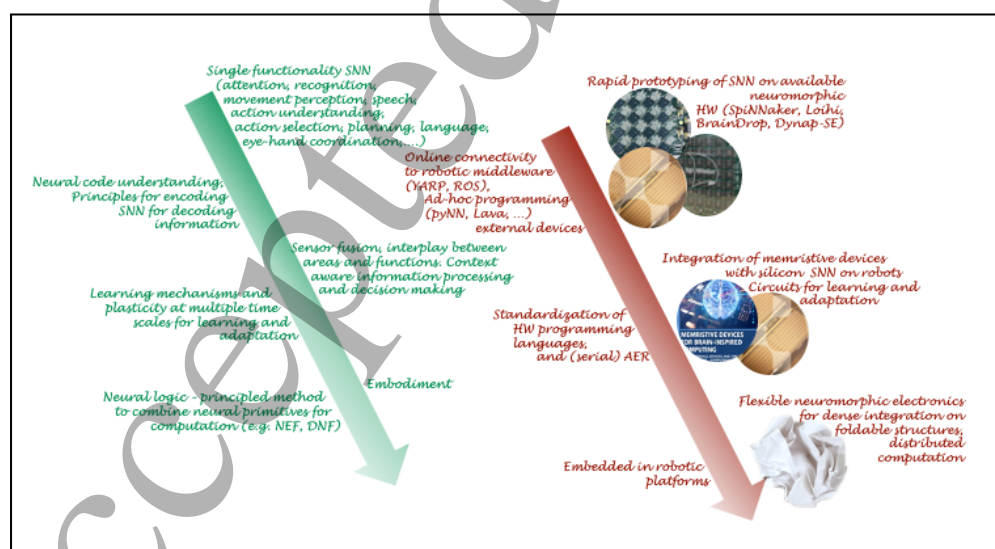 Single functionality SNN
(attention, recognition,
movement perception, speech,
action understanding,
action selection, planning, language,
eye-hand coordination,....)
Neural code understanding,
Principles for encoding
SNN for decoding
information
Sensor fusion, interplay between
areas and functions. Context
aware information processing
and decision making
Learning mechanisms and
plasticity at multiple time
scales for learning and
adaptation
Embodiment
Neural logic - principled method
to combine neural primitives for
computation (e.g. NEF, DNF)
Rapid prototyping of SNN on available
neuromorphic
HW (SpiNNaker, Loihi,
BrainDrop, Dynap-SE)
Online connectivity
to robotic middleware
(YARP, ROS),
Ad-hoc programming
(pyNN, Lava, ...)
external devices
Integration of memristive devices
with silicon SNN on robots
Circuits for learning and
adaptation
MEMRISTIVE DEVICES
FOR BRAIN-INSPIRED
COMPUTING
Standardization of
HW programming
languages,
and (serial) AER
Flexible neuromorphic electronics
for dense integration on
foldable structures,
distributed
computation
Embedded in robotic
platforms
ccepted